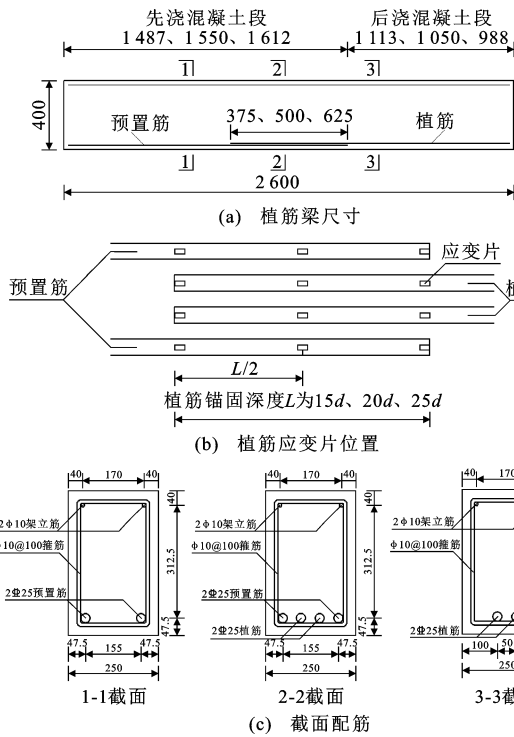 先浇混凝土段 后浇混凝土段
1 487、1 550、1 612 1 113、1 050、988
1 2 3
400
375、500、625
预置筋 植筋
1 2 3
2 600
(a) 植筋梁尺寸
应变片
预置筋
L/2
植筋锚固深度L为15d、20d、25d
(b) 植筋应变片位置
40 170 40 40 170 40 40
40 40
2ϕ10架立筋 2ϕ10架立筋 2ϕ10架立筋
ϕ10@100箍筋 ϕ10@100箍筋 ϕ10@100箍筋
312.5 312.5
2⏀25预置筋 2⏀25预置筋
47.5 47.5
2⏀25植筋 2⏀25植筋
47.5 155 47.5 47.5 155 47.5 100 50
250 250
1-1截面 2-2截面 3-3截
(c) 截面配筋